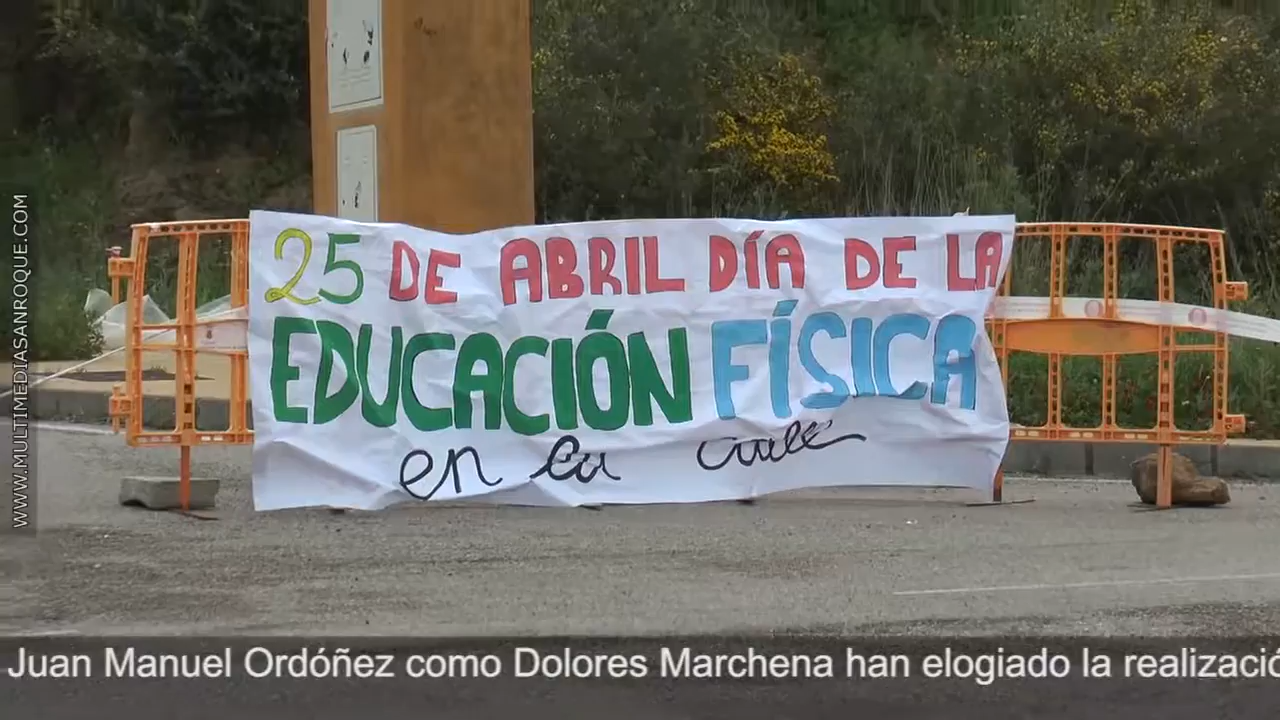 25 DE ABRIL DÍA DE LA
EDUCACIÓN FÍSICA
en la calle
WWW.MULTIMEDIASANROQUE.COM
Juan Manuel Ordóñez como Dolores Marchena han elogiado la realizació